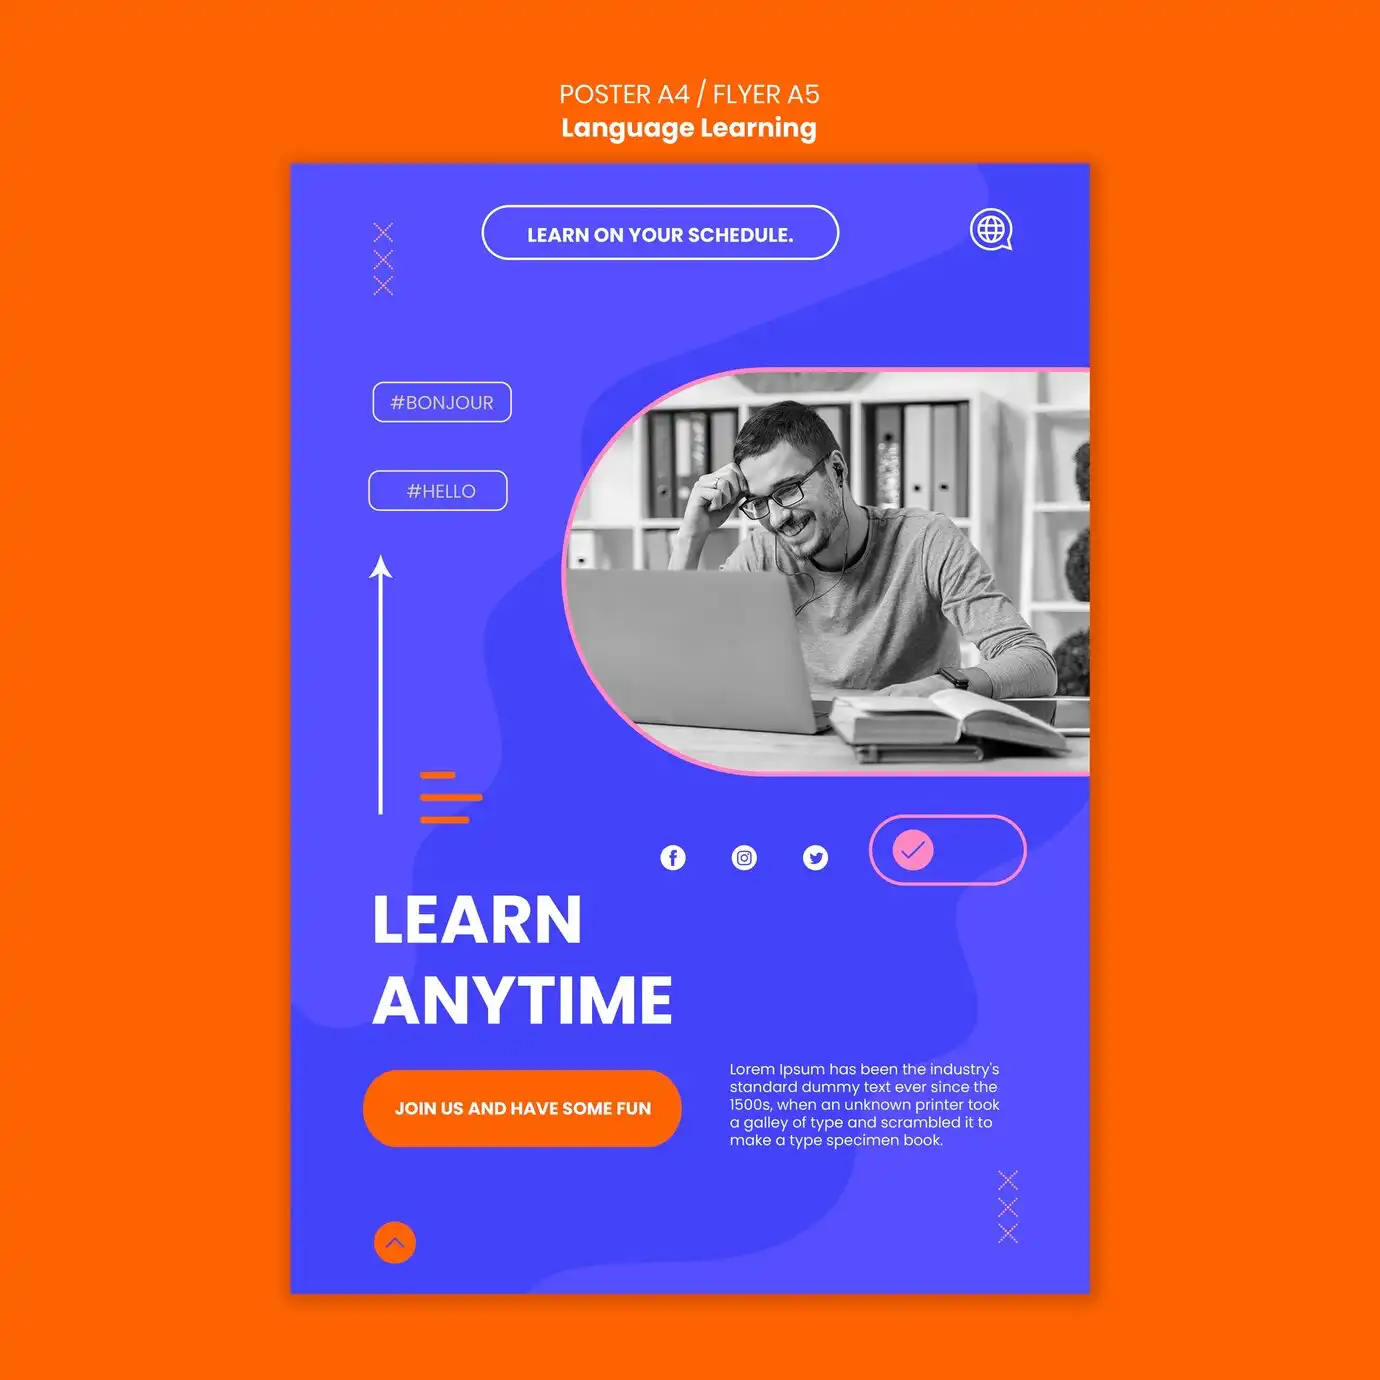 POSTER A4 / FLYER A5
Language Learning
LEARN ON YOUR SCHEDULE.
#BONJOUR
#HELLO
LEARN
ANYTIME
JOIN US AND HAVE SOME FUN
Lorem Ipsum has been the industry's
standard dummy text ever since the
1500s, when an unknown printer took
a galley of type and scrambled it to
make a type specimen book.